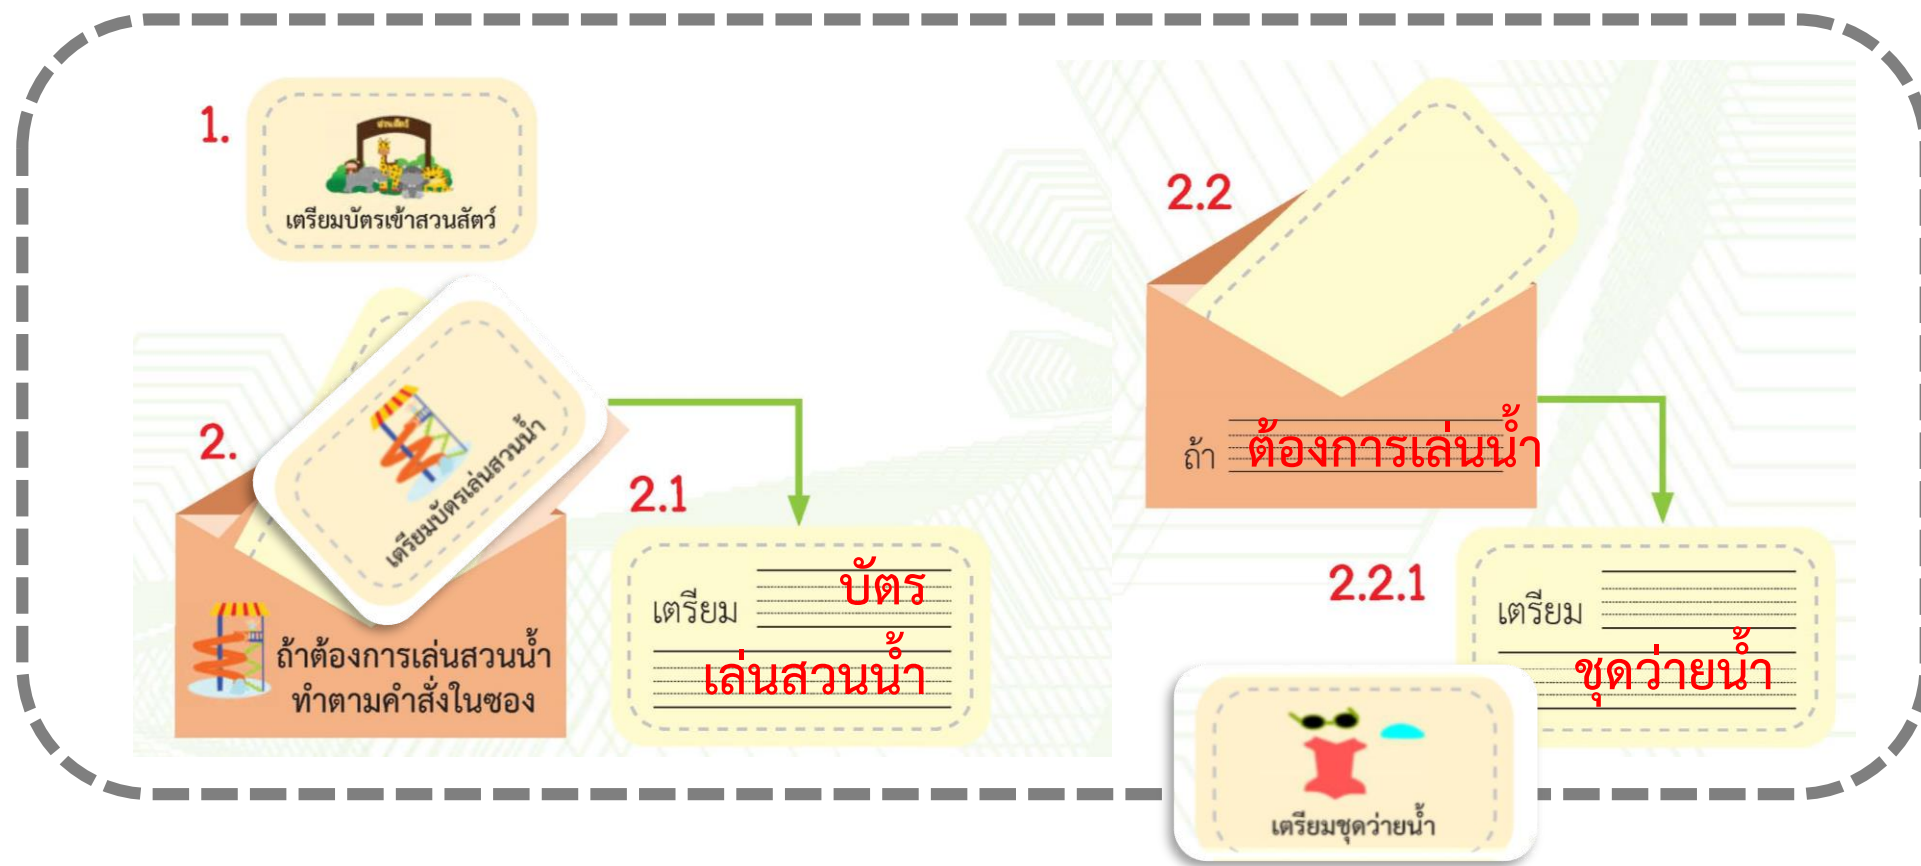 1.
สวนสัตว์
เตรียมบัตรเข้าสวนสัตว์
2.
เตรียมบัตรเล่นสวนน้ำ
ถ้าต้องการเล่นสวนน้ำ
ทำตามคำสั่งในซอง
2.1
เตรียม บัตร
เล่นสวนน้ำ
2.2
ถ้า ต้องการเล่นน้ำ
2.2.1
เตรียม
ชุดว่ายน้ำ
เตรียมชุดว่ายน้ำ